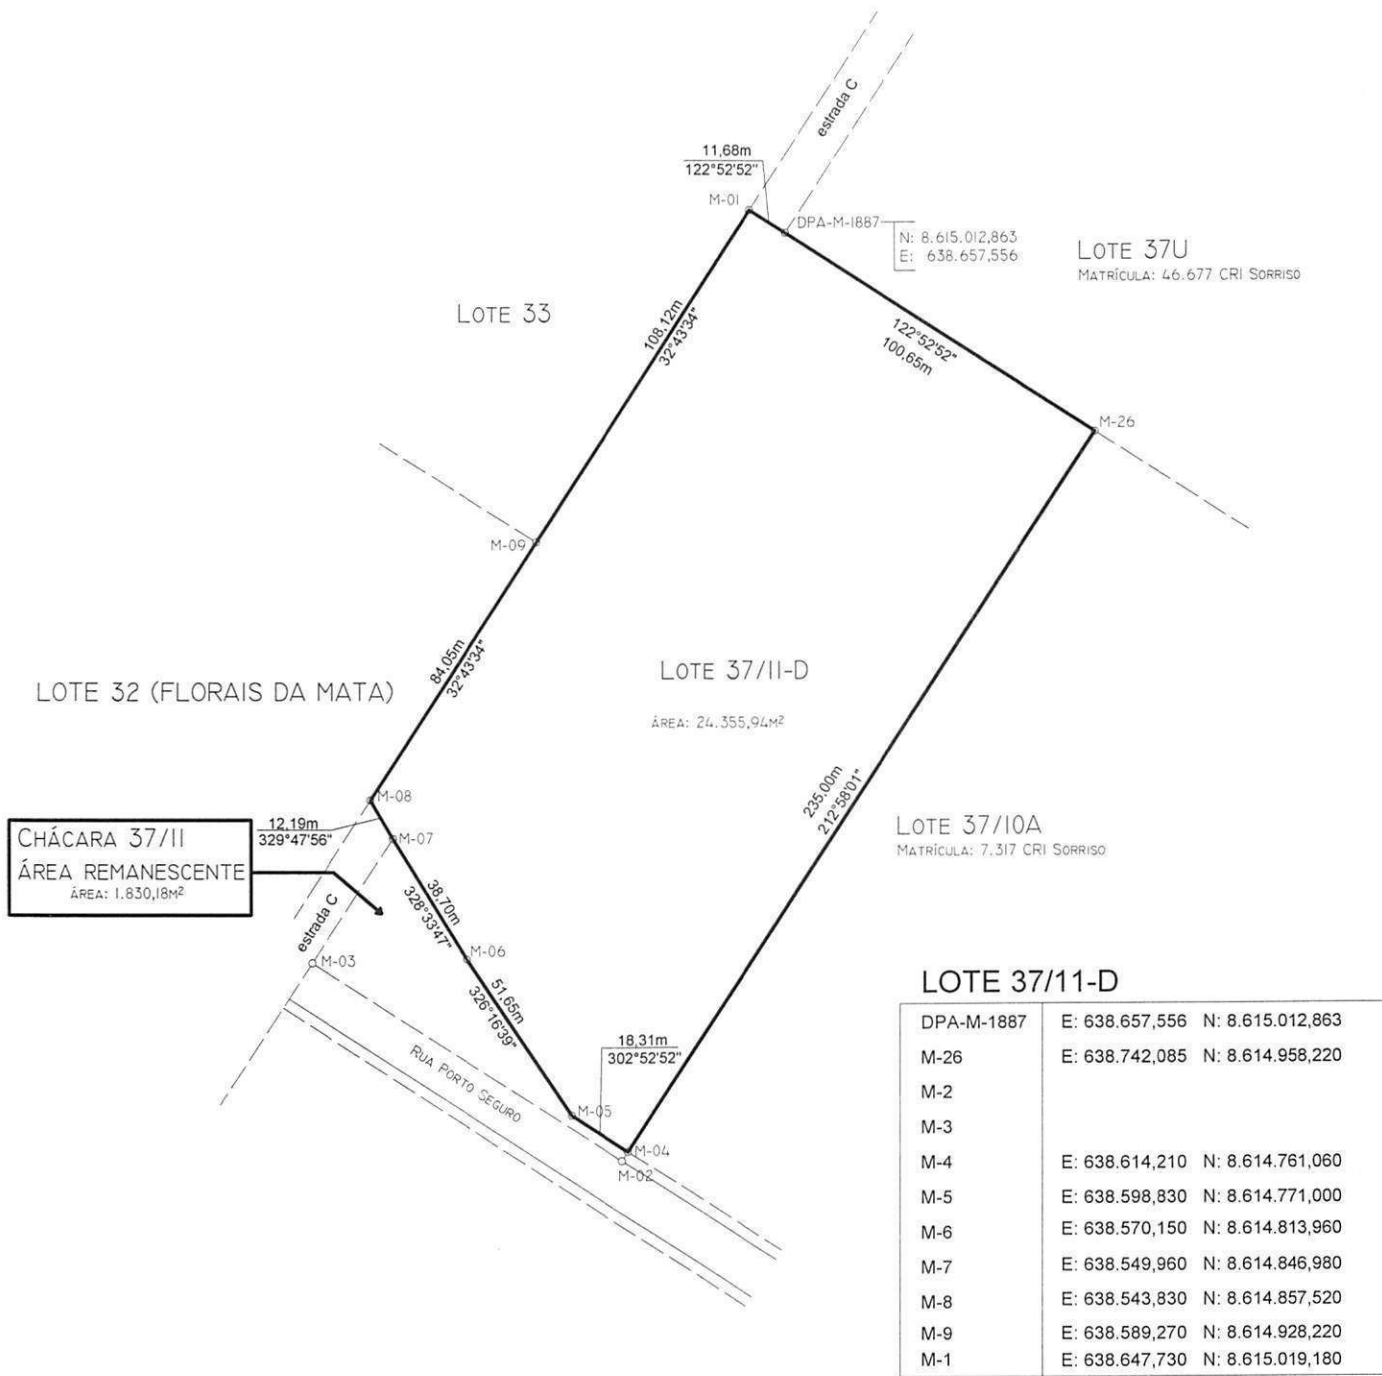 estrada C
11,68m
122°52'52"
M-01
DPA-M-1887
N: 8.615.012,863
E: 638.657,556
LOTE 37U
MATRÍCULA: 46.677 CRI SORRISO
LOTE 33
108,12m
32°43'34"
122°52'52"
100,65m
M-26
M-09
84,05m
32°43'34"
LOTE 37/11-D
ÁREA: 24.355,94M²
LOTE 32 (FLORAIS DA MATA)
235,00m
212°58'01"
M-08
12,19m
329°47'56"
M-07
CHÁCARA 37/11
ÁREA REMANESCENTE
ÁREA: 1.830,18M²
LOTE 37/10A
MATRÍCULA: 7.317 CRI SORRISO
38,70m
328°33'47"
estrada C
M-03
M-06
51,65m
326°16'39"
18,31m
302°52'52"
RUA PORTO SEGURO
M-05
M-04
M-02
LOTE 37/11-D
DPA-M-1887 E: 638.657,556 N: 8.615.012,863
M-26 E: 638.742,085 N: 8.614.958,220
M-2
M-3
M-4 E: 638.614,210 N: 8.614.761,060
M-5 E: 638.598,830 N: 8.614.771,000
M-6 E: 638.570,150 N: 8.614.813,960
M-7 E: 638.549,960 N: 8.614.846,980
M-8 E: 638.543,830 N: 8.614.857,520
M-9 E: 638.589,270 N: 8.614.928,220
M-1 E: 638.647,730 N: 8.615.019,180